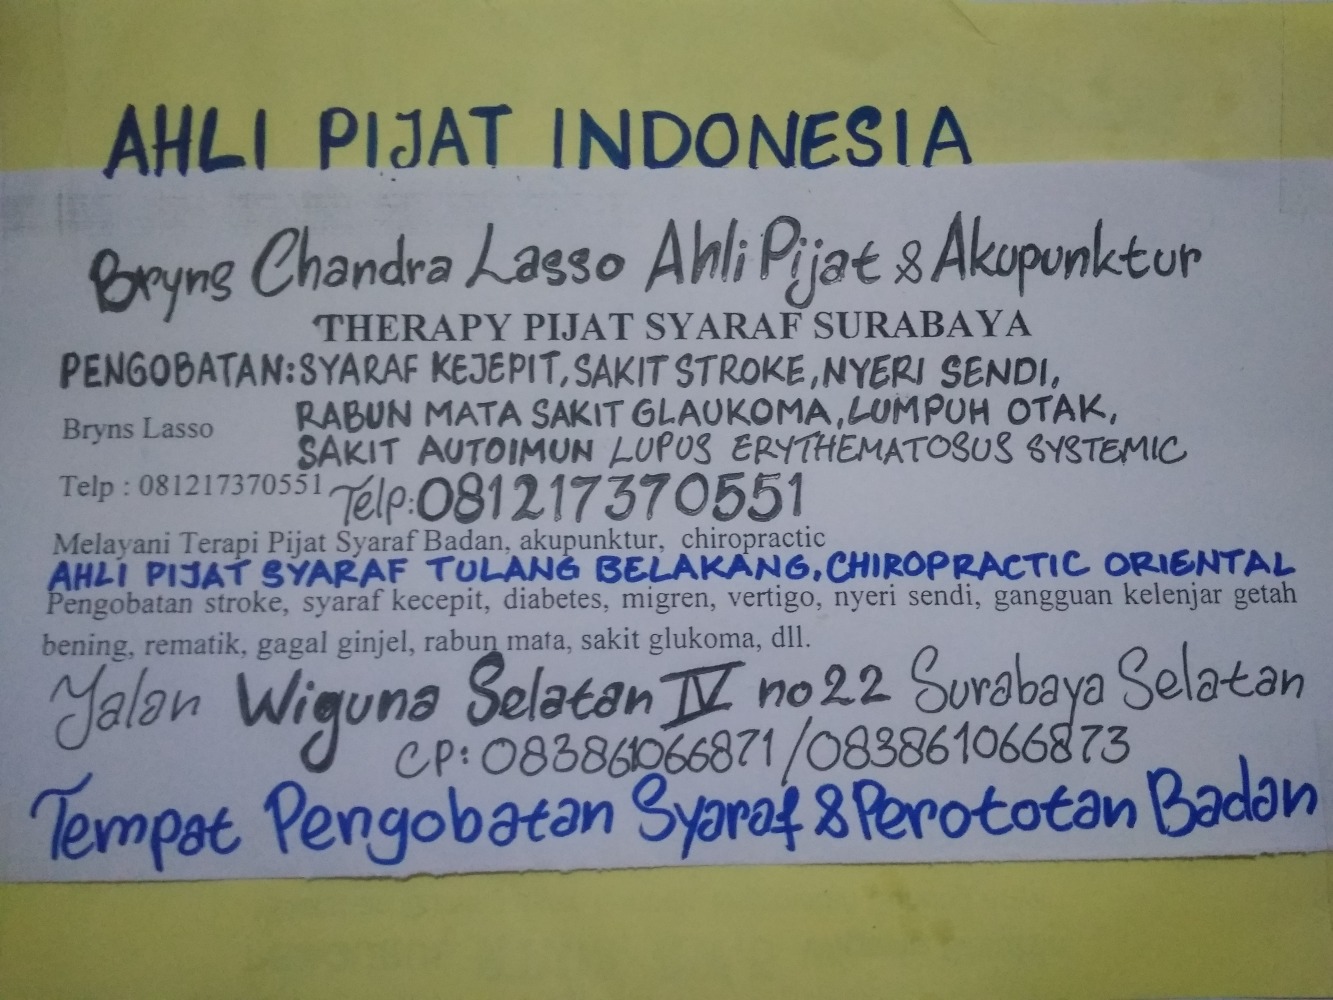 AHLI PIJAT INDONESIA
Bryns Chandra Lasso Ahli Pijat & Akupunktur
THERAPY PIJAT SYARAF SURABAYA
PENGOBATAN: SYARAF KEJEPIT, SAKIT STROKE, NYERI SENDI,
RABUN MATA SAKIT GLAUKOMA, LUMPUH OTAK,
Bryns Lasso
SAKIT AUTOIMUN LUPUS ERYTHEMATOSUS SYSTEMIC
Telp : 081217370551 Telp: 081217370551
Melayani Terapi Pijat Syaraf Badan, akupunktur, chiropractic
AHLI PIJAT SYARAF TULANG BELAKANG, CHIROPRACTIC ORIENTAL
Pengobatan stroke, syaraf kecepit, diabetes, migren, vertigo, nyeri sendi, gangguan kelenjar getah
bening, rematik, gagal ginjel, rabun mata, sakit glukoma, dll.
Jalan Wiguna Selatan IV no 22 Surabaya Selatan
CP: 083861066871 / 083861066873
Tempat Pengobatan Syaraf & Perototan Badan